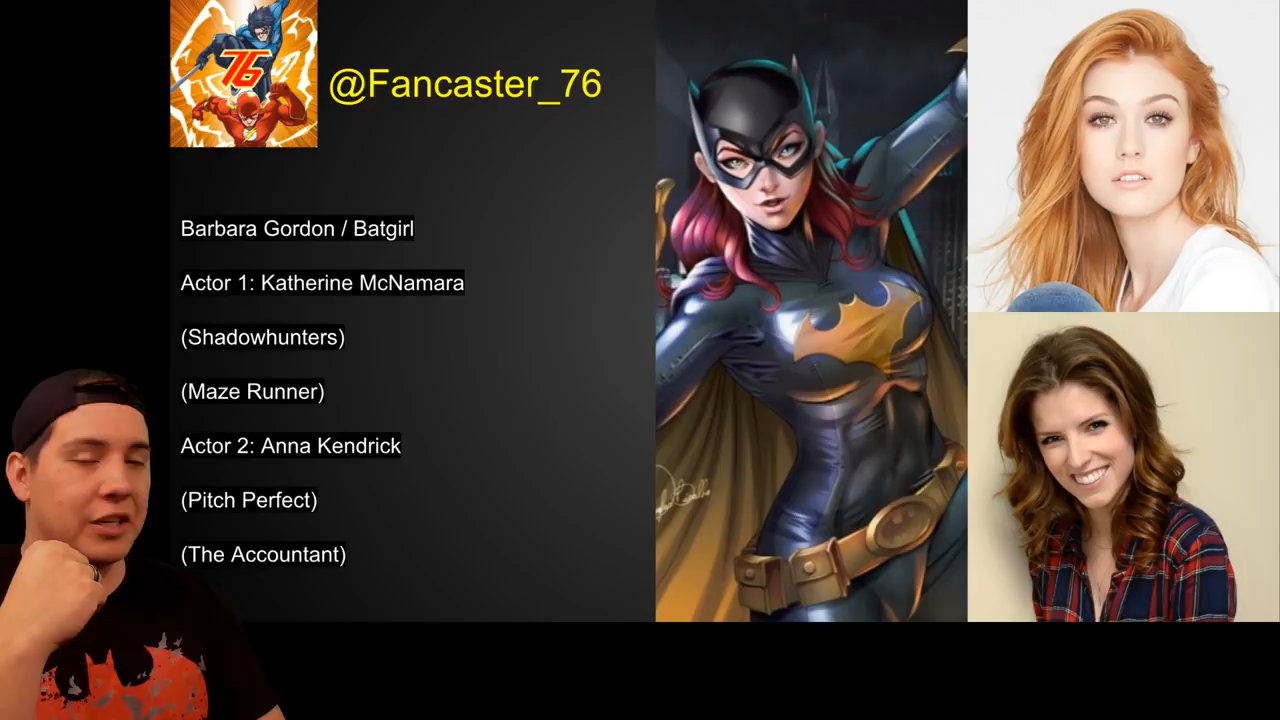 76
@Fancaster_76
Barbara Gordon / Batgirl
Actor 1: Katherine McNamara
(Shadowhunters)
(Maze Runner)
Actor 2: Anna Kendrick
(Pitch Perfect)
(The Accountant)